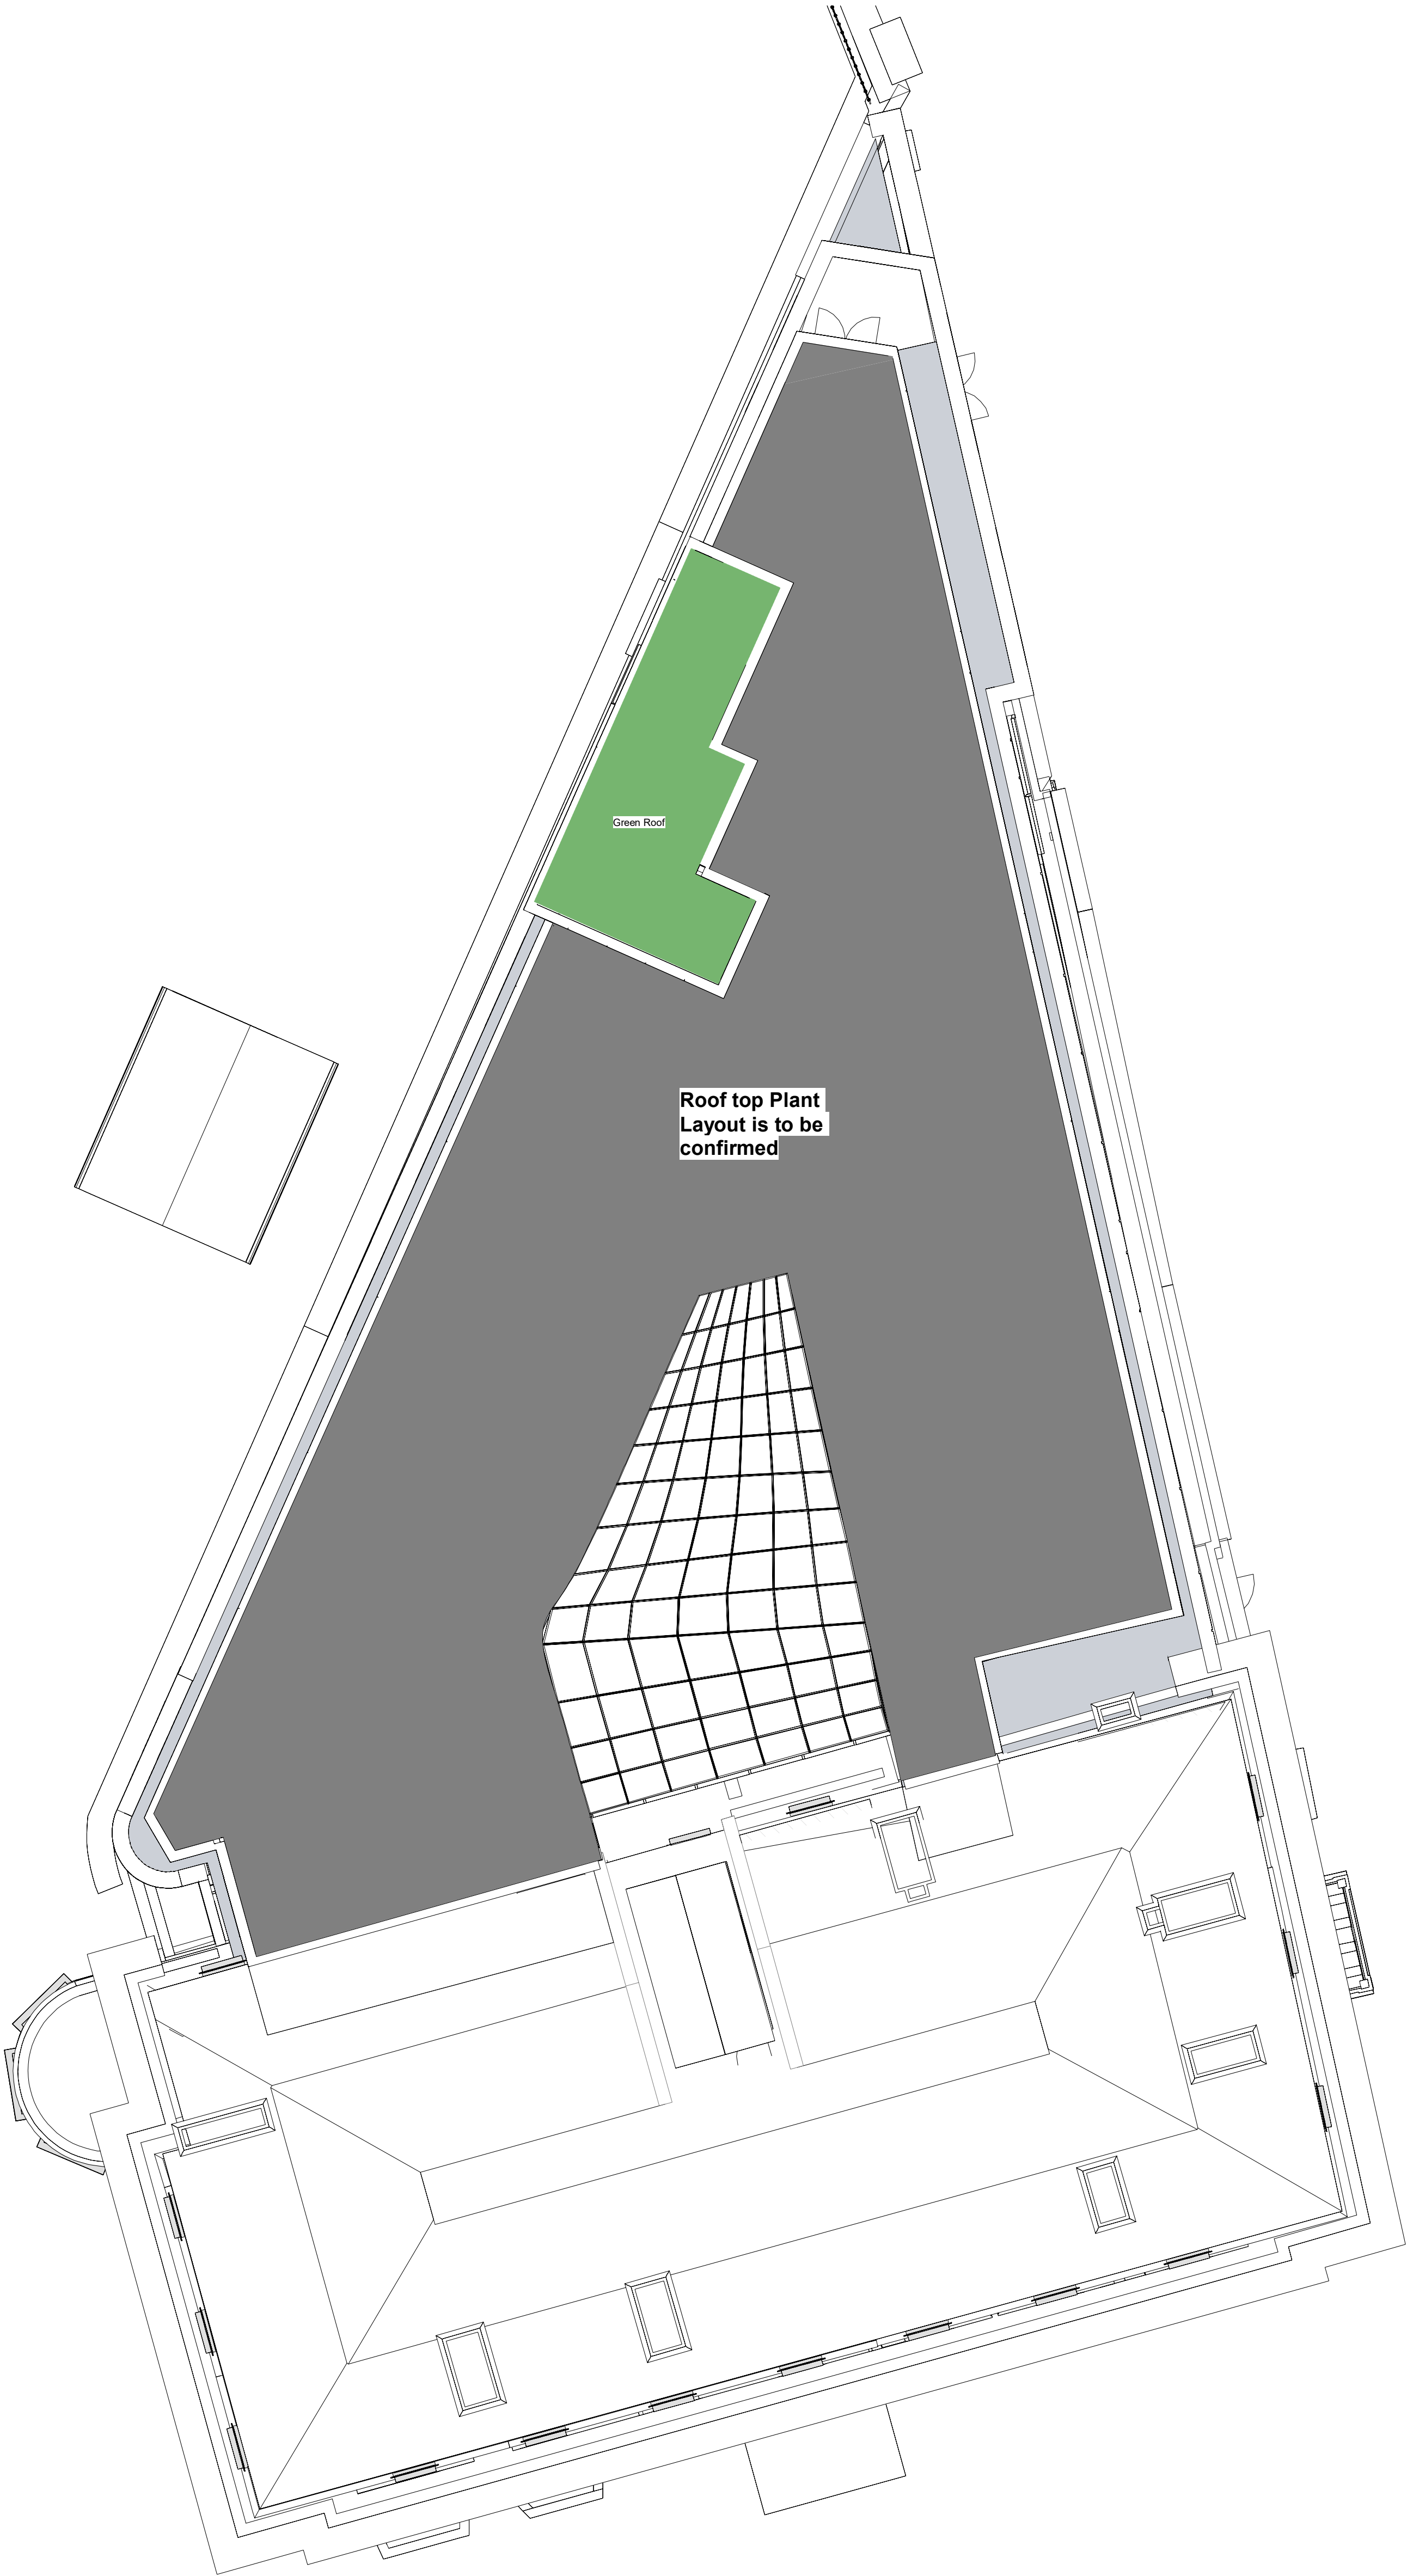 Green Roof
Roof top Plant
Layout is to be
confirmed